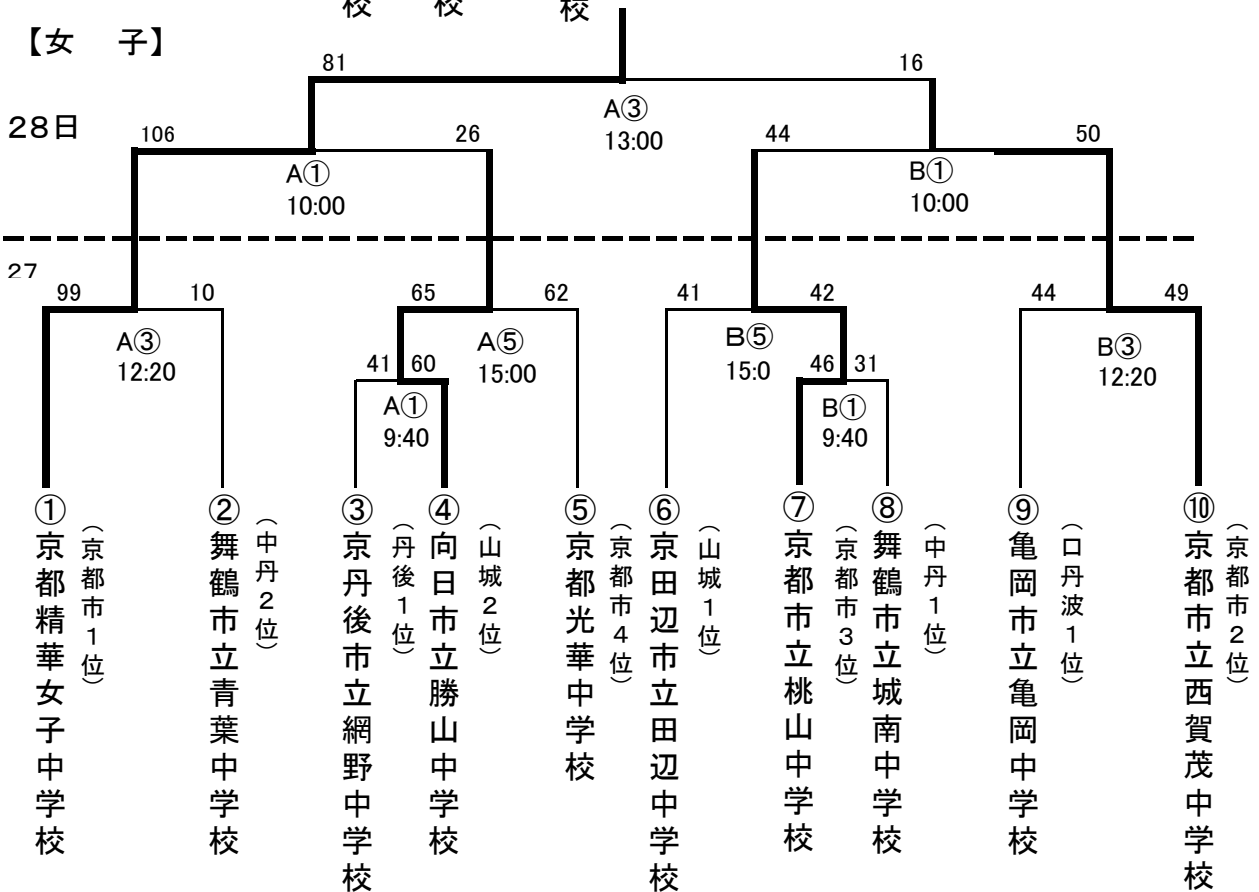 校 校 校
【女 子】
81 16
A③
13:00
28日
106 26 44 50
A①
10:00
B①
10:00
27
99 10 65 62 41 42 44 49
A③
12:20
A⑤
15:00
B⑤
15:0
B③
12:20
41 60 46 31
A①
9:40
B①
9:40
①京都精華女子中学校
（京都市1位）
②舞鶴市立青葉中学校
（中丹2位）
③京丹後市立網野中学校
（丹後1位）
④向日市立勝山中学校
（山城2位）
⑤京都光華中学校
（京都市4位）
⑥京田辺市立田辺中学校
（山城1位）
⑦京都市立桃山中学校
（京都市3位）
⑧舞鶴市立城南中学校
（中丹1位）
⑨亀岡市立亀岡中学校
（口丹波1位）
⑩京都市立西賀茂中学校
（京都市2位）